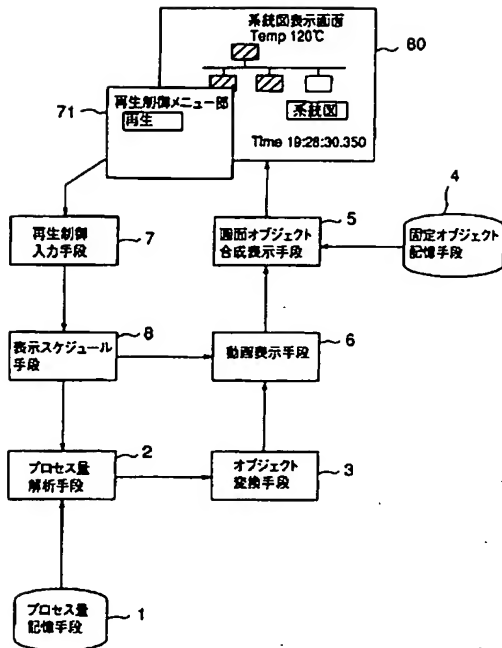 系統図表示画面
Temp 120℃
80
71
再生制御メニュー部
再生
系統図
Time 19:28:30.350
4
再生制御
入力手段
7
画面オブジェクト
合成表示手段
5
固定オブジェクト
記憶手段
表示スケジュール
手段
8
動画表示手段
6
プロセス量
解析手段
2
オブジェクト
変換手段
3
プロセス量
記憶手段
1